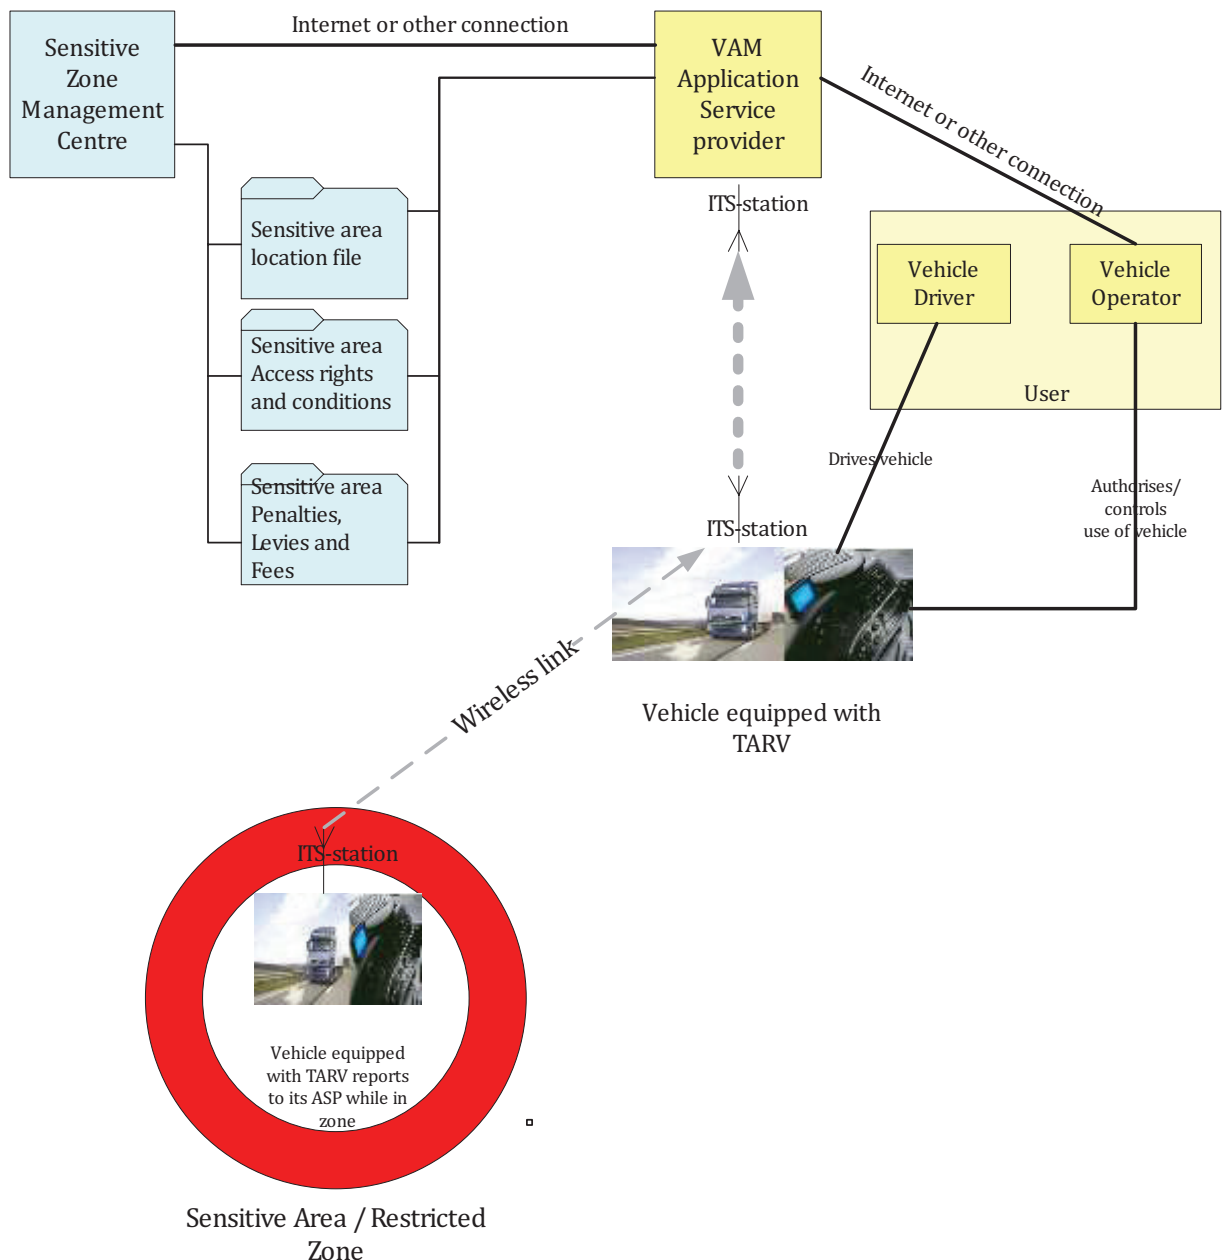 Internet or other connection
Sensitive
Zone
Management
Centre
VAM
Application
Service
provider
Internet or other connection
ITS-station
Sensitive area
location file
Vehicle
Driver
Vehicle
Operator
Sensitive area
Access rights
and conditions
User
Drives vehicle
Sensitive area
Penalties,
Levies and
Fees
Authorises/
controls
use of vehicle
ITS-station
Wireless link
Vehicle equipped with
TARV
ITS-station
Vehicle equipped
with TARV reports
to its ASP while in
zone
Sensitive Area / Restricted
Zone